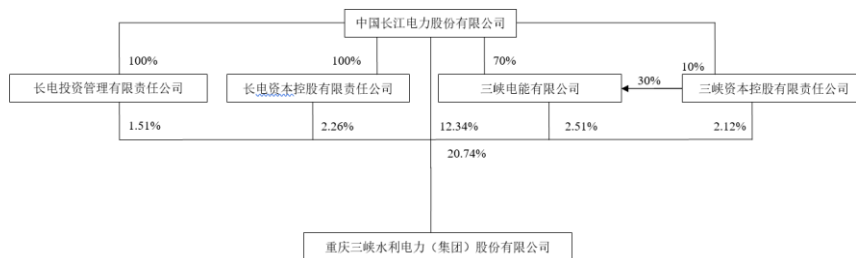 中国长江电力股份有限公司
100%
100%
70%
10%
30%
长电投资管理有限责任公司
长电资本控股有限责任公司
三峡电能有限公司
三峡资本控股有限责任公司
1.51%
2.26%
12.34%
2.51%
2.12%
20.74%
重庆三峡水利电力（集团）股份有限公司